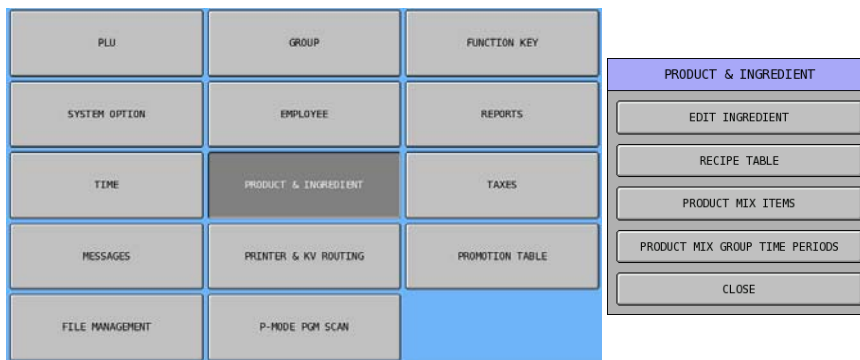 PLU
GROUP
FUNCTION KEY
SYSTEM OPTION
EMPLOYEE
REPORTS
TIME
PRODUCT & INGREDIENT
TAXES
MESSAGES
PRINTER & KV ROUTING
PROMOTION TABLE
FILE MANAGEMENT
P-MODE PGM SCAN
PRODUCT & INGREDIENT
EDIT INGREDIENT
RECIPE TABLE
PRODUCT MIX ITEMS
PRODUCT MIX GROUP TIME PERIODS
CLOSE